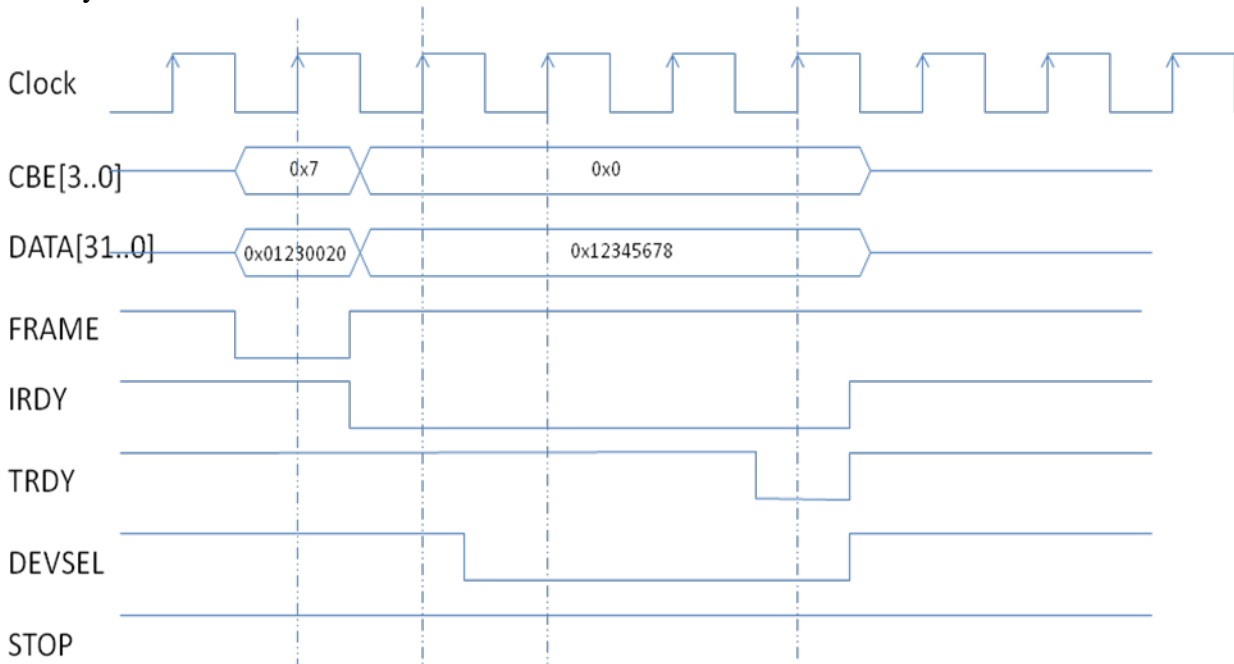 Clock
CBE[3..0] 0x7 0x0
DATA[31..0] 0x01230020 0x12345678
FRAME
IRDY
TRDY
DEVSEL
STOP